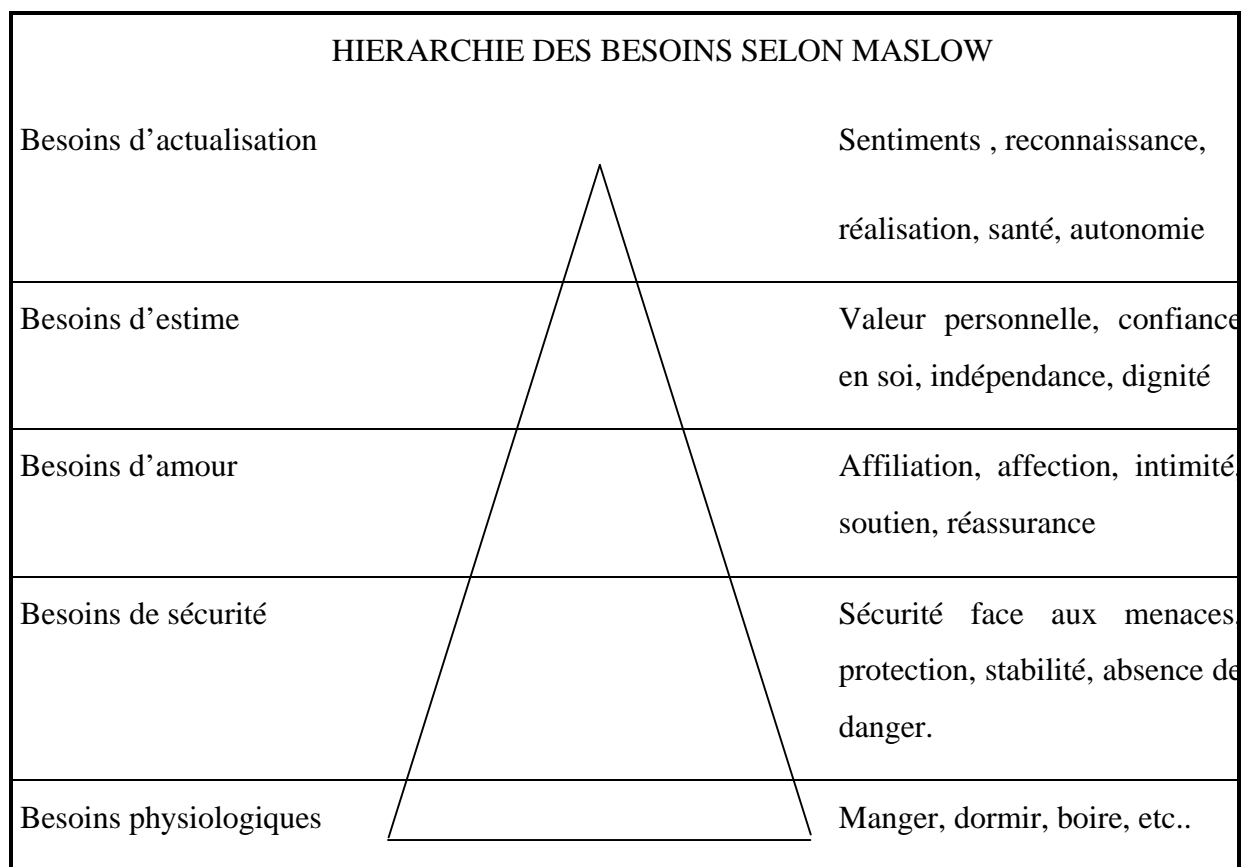 HIERARCHIE DES BESOINS SELON MASLOW
Besoins d’actualisation
Sentiments , reconnaissance,
réalisation, santé, autonomie
Besoins d’estime
Valeur personnelle, confiance
en soi, indépendance, dignité
Besoins d’amour
Affiliation, affection, intimité,
soutien, réassurance
Besoins de sécurité
Sécurité face aux menaces,
protection, stabilité, absence de
danger.
Besoins physiologiques
Manger, dormir, boire, etc..